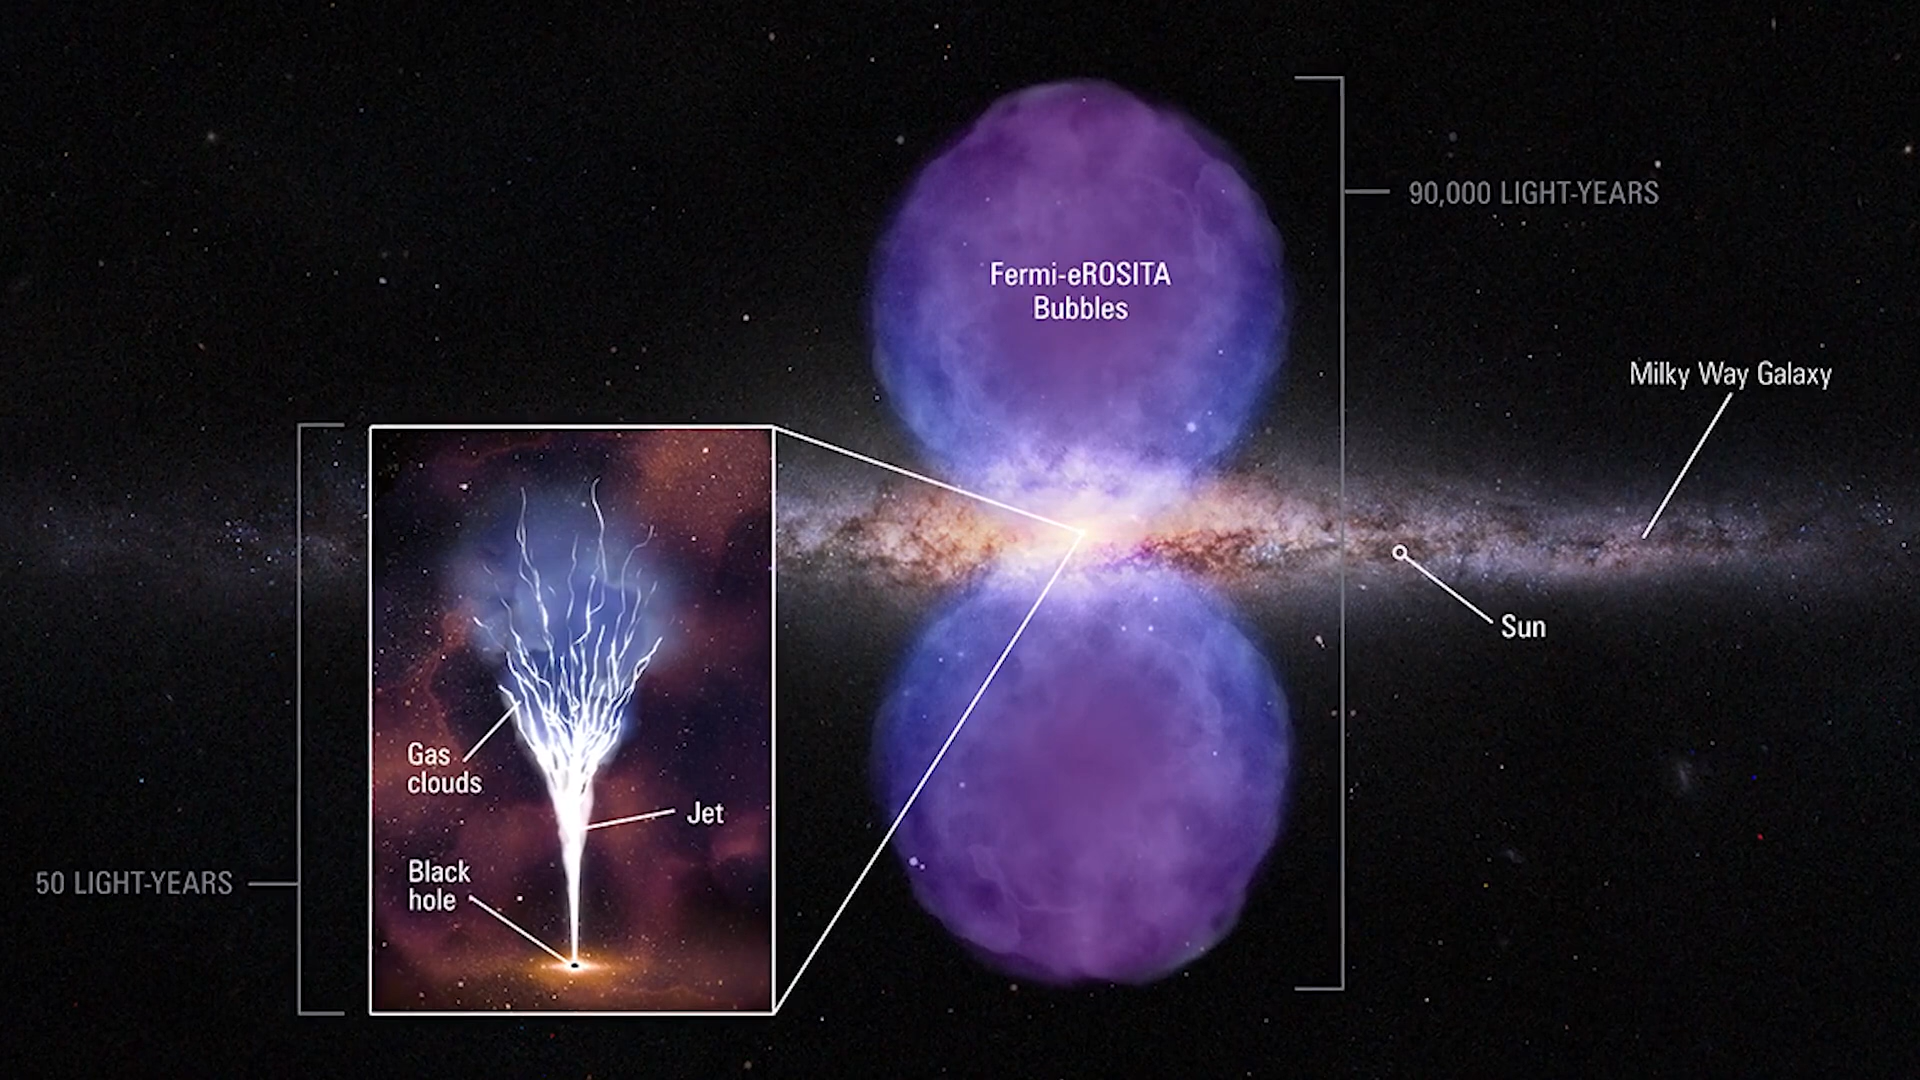 90,000 LIGHT-YEARS
Fermi-eROSITA
Bubbles
Milky Way Galaxy
Sun
Gas
clouds
Jet
Black
hole
50 LIGHT-YEARS